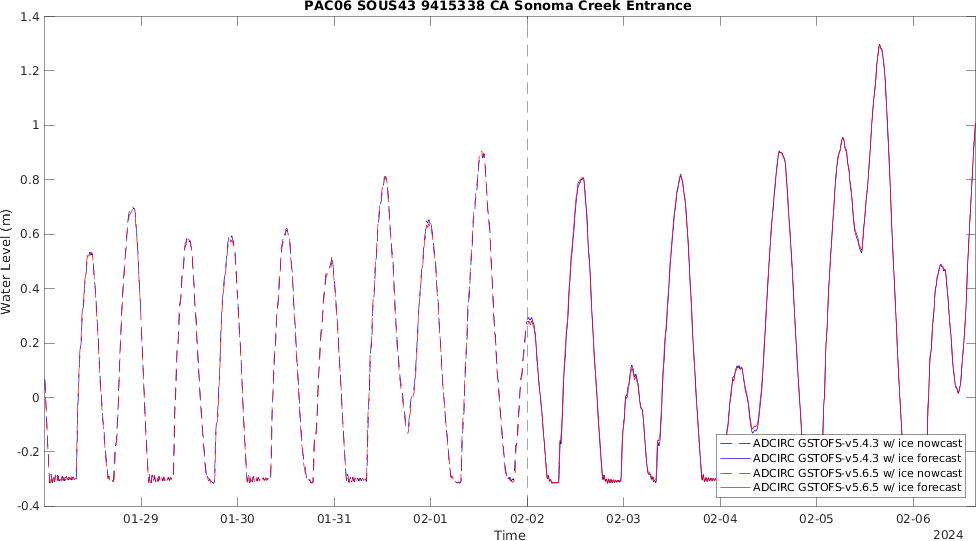 PAC06 SOUS43 9415338 CA Sonoma Creek Entrance
1.4
1.2
1
0.8
0.6
0.4
0.2
0
-0.2
-0.4
Water Level (m)
01-29 01-30 01-31 02-01 02-02 02-03 02-04 02-05 02-06
Time
2024
ADCIRC GSTOFS-v5.4.3 w/ ice nowcast
ADCIRC GSTOFS-v5.4.3 w/ ice forecast
ADCIRC GSTOFS-v5.6.5 w/ ice nowcast
ADCIRC GSTOFS-v5.6.5 w/ ice forecast